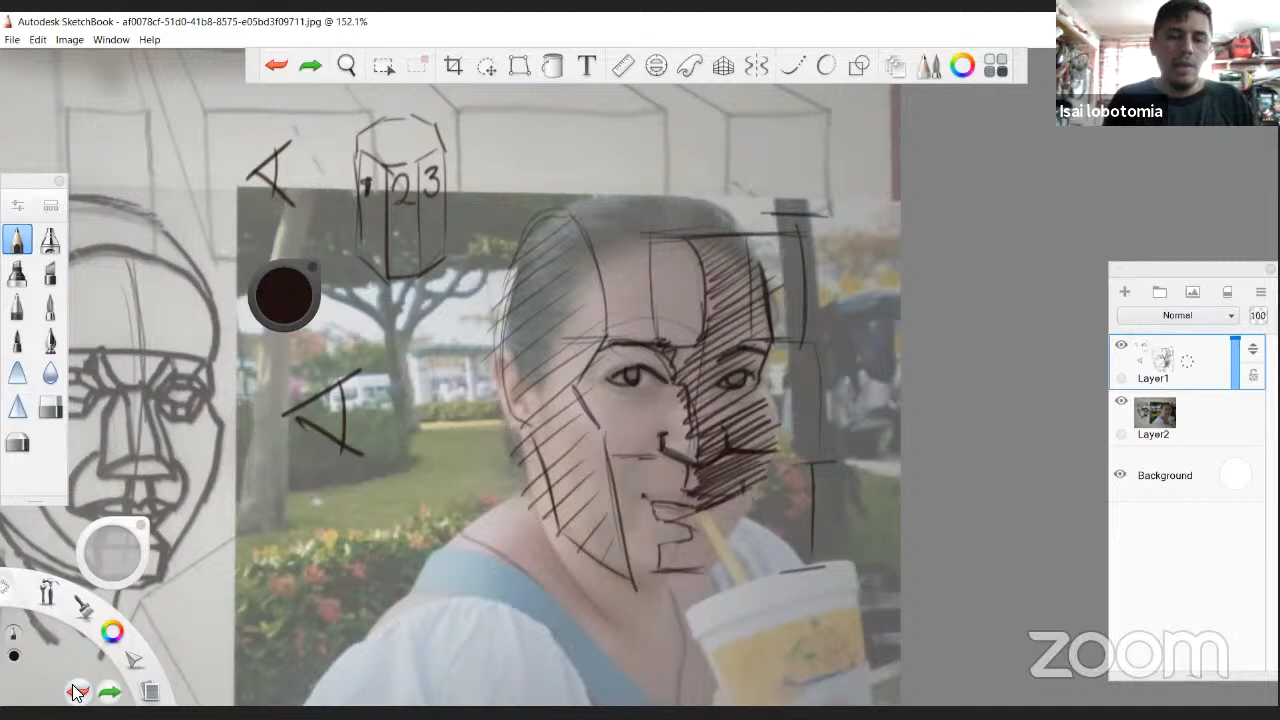 Autodesk SketchBook - af0078cf-51d0-41b8-8575-e05bd3f09711.jpg @ 152.1%
File Edit Image Window Help
T
Isai lobotomia
1 2 3
Normal
100
Layer1
Layer2
Background
zoom